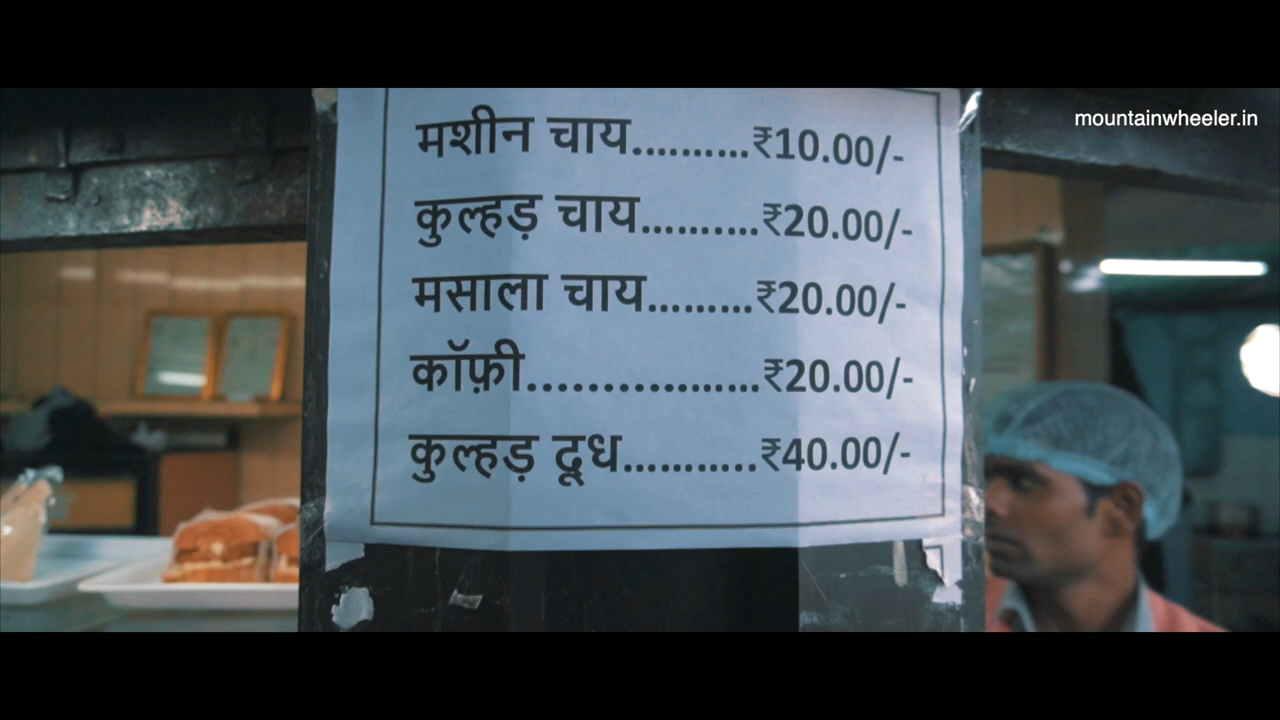 mountainwheeler.in
मशीन चाय..........₹10.00/-
कुल्हड़ चाय..........₹20.00/-
मसाला चाय.........₹20.00/-
कॉफ़ी..................₹20.00/-
कुल्हड़ दूध...........₹40.00/-